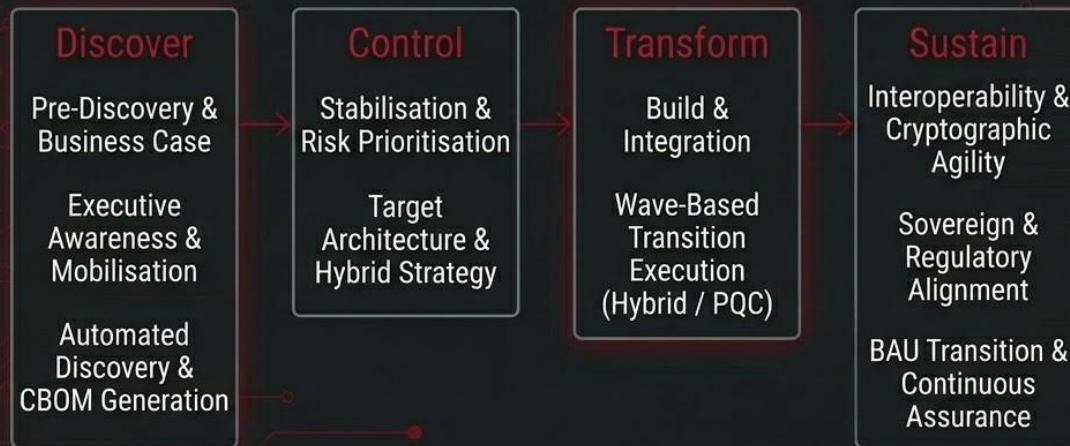 Discover
Pre-Discovery &
Business Case
Executive
Awareness &
Mobilisation
Automated
Discovery &
CBOM Generation
Control
Stabilisation &
Risk Prioritisation
Target
Architecture &
Hybrid Strategy
Transform
Build &
Integration
Wave-Based
Transition
Execution
(Hybrid / PQC)
Sustain
Interoperability &
Cryptographic
Agility
Sovereign &
Regulatory
Alignment
BAU Transition &
Continuous
Assurance